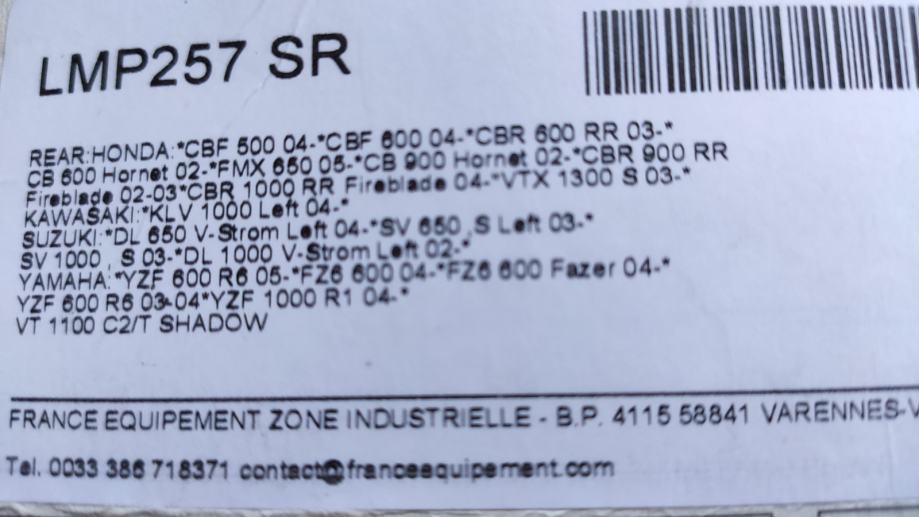 LMP257 SR
REAR:HONDA:*CBF 500 04-*CBF 600 04-*CBR 600 RR 03-*
CB 600 Hornet 02-*FMX 650 05-*CB 900 Hornet 02-*CBR 900 RR
Fireblade 02-03*CBR 1000 RR Fireblade 04-*VTX 1300 S 03-*
KAWASAKI:*KLV 1000 Left 04-*
SUZUKI:*DL 650 V-Strom Left 04-*SV 650 ,S Left 03-*
SV 1000 , S 03-*DL 1000 V-Strom Left 02-*
YAMAHA:*YZF 600 R6 05-*FZ6 600 04-*FZ6 600 Fazer 04-*
YZF 600 R6 03-04*YZF 1000 R1 04-*
VT 1100 C2/T SHADOW
FRANCE EQUIPEMENT ZONE INDUSTRIELLE - B.P. 4115 58641 VARENNES-V
Tel. 0033 386 718371 contact@franceequipement.com